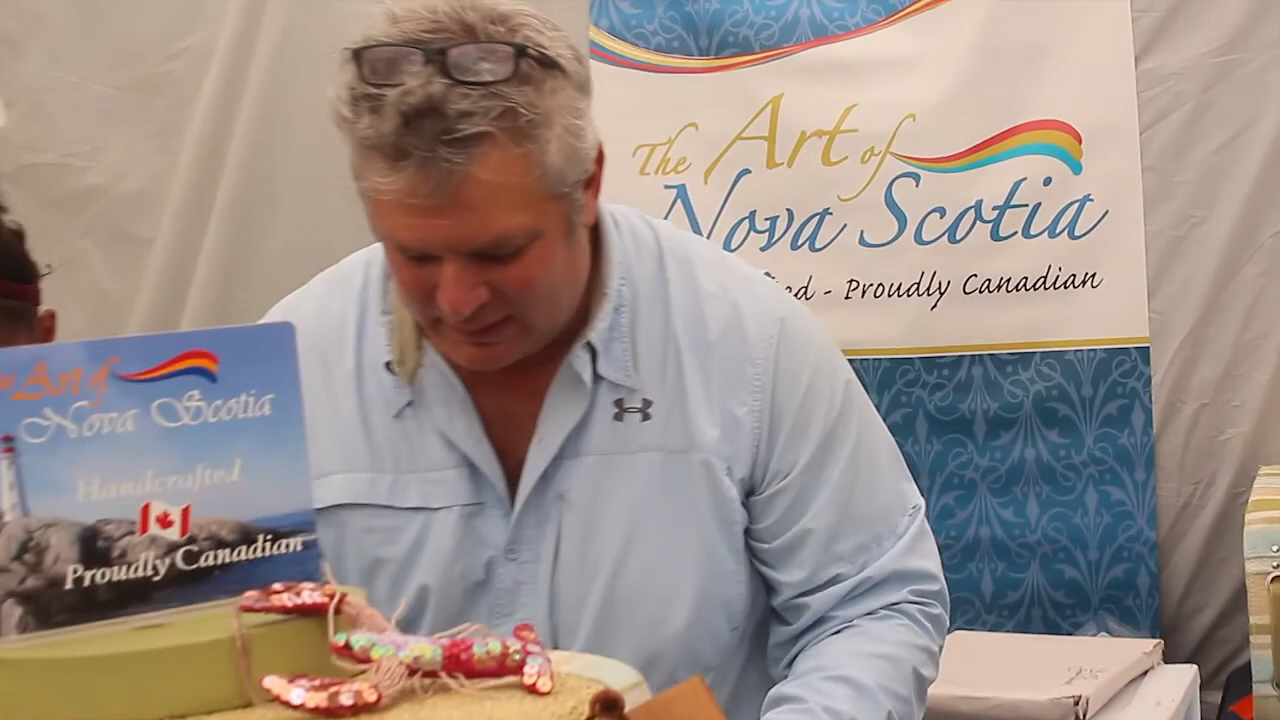 The Art of
Nova Scotia
- Proudly Canadian
Art of
Nova Scotia
Handcrafted
Proudly Canadian